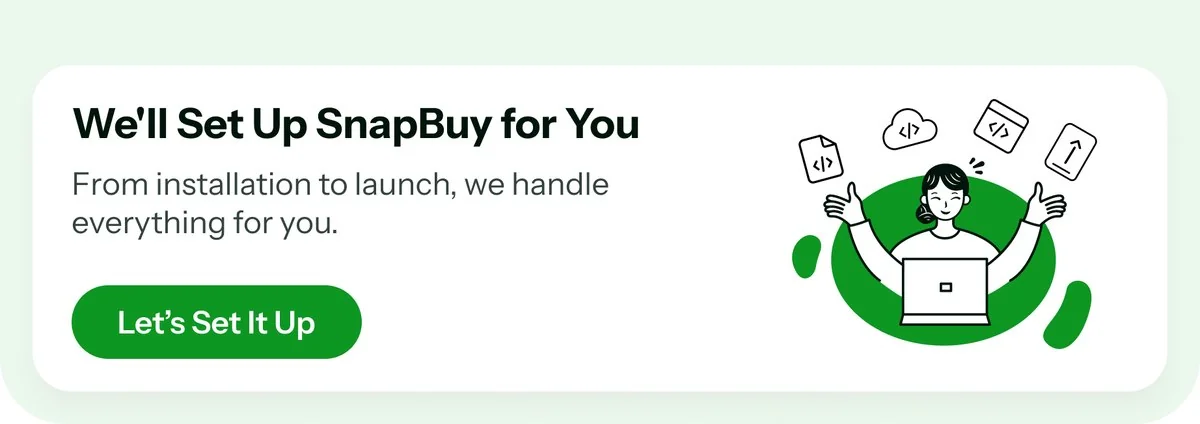 We'll Set Up SnapBuy for You
From installation to launch, we handle
everything for you.
Let’s Set It Up